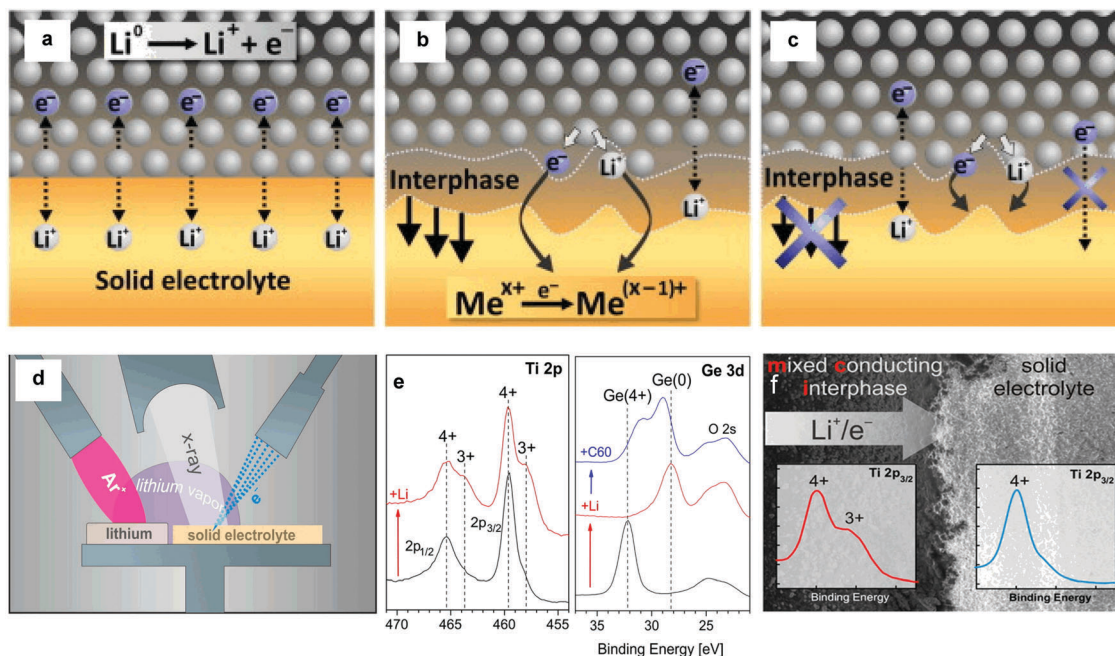 a
Li⁰ → Li⁺ + e⁻
e⁻ e⁻ e⁻ e⁻ e⁻
Li⁺ Li⁺ Li⁺ Li⁺ Li⁺
Solid electrolyte
b
e⁻
e⁻ Li⁺
Interphase
Li⁺
Meˣ⁺ e⁻→ Me⁽ˣ⁻¹⁾⁺
c
e⁻
e⁻
e⁻ Li⁺
Interphase
Li⁺
d
x-ray
Ar⁺
lithium vapor
e⁻
lithium
solid electrolyte
e
Ti 2p
4+
4+
3+
3+
+Li
2p3/2
2p1/2
470 465 460 455
Ge 3d
Ge(0)
Ge(4+)
O 2s
+C60
+Li
35 31 27 23
Binding Energy [eV]
f
mixed conducting
interphase
solid
electrolyte
Li⁺/e⁻
Ti 2p3/2
4+
3+
Binding Energy
Ti 2p3/2
4+
Binding Energy